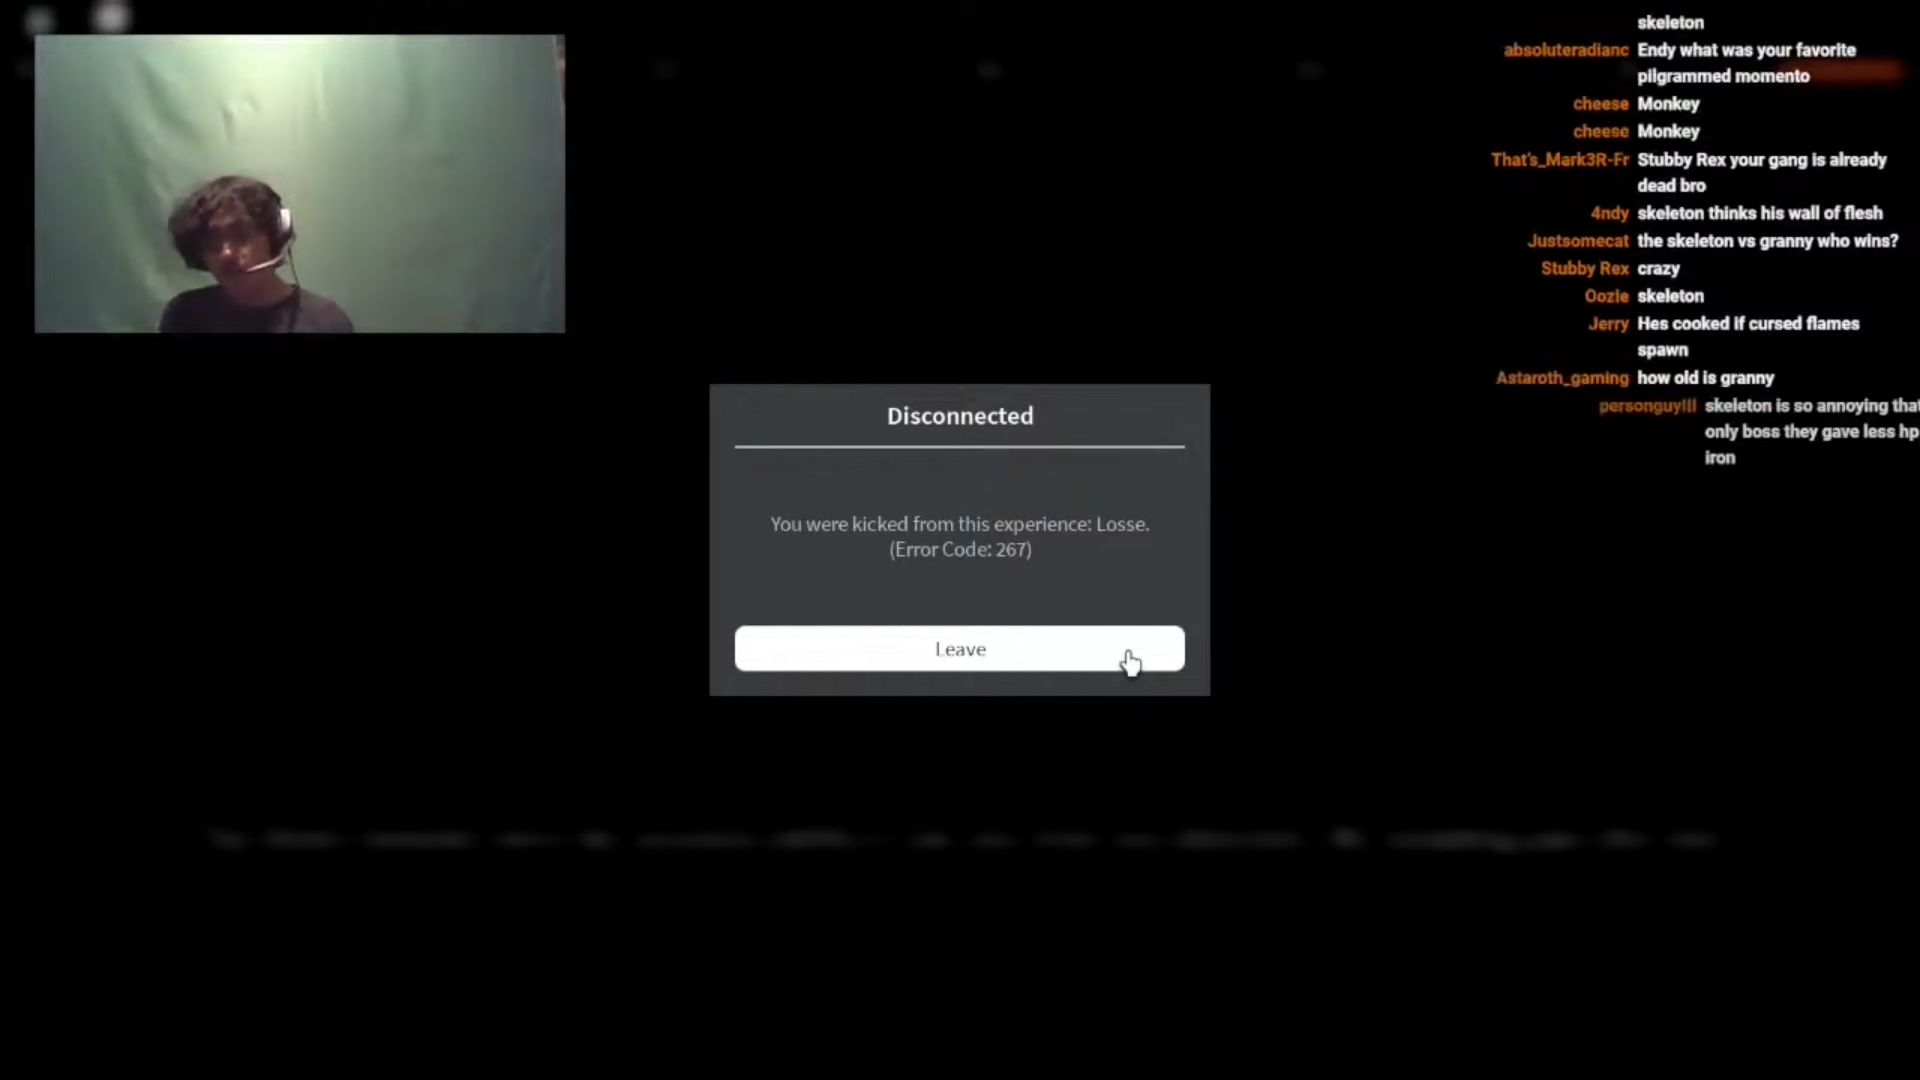 skeleton
absoluteradianc Endy what was your favorite
pilgrammed momento
cheese Monkey
cheese Monkey
That's_Mark3R-Fr Stubby Rex your gang is already
dead bro
4ndy skeleton thinks his wall of flesh
Justsomecat the skeleton vs granny who wins?
Stubby Rex crazy
Oozle skeleton
Jerry Hes cooked if cursed flames
spawn
Astaroth_gaming how old is granny
skeleton is so annoying that
only boss they gave less hp
iron
Disconnected
You were kicked from this experience: Losse.
(Error Code: 267)
Leave